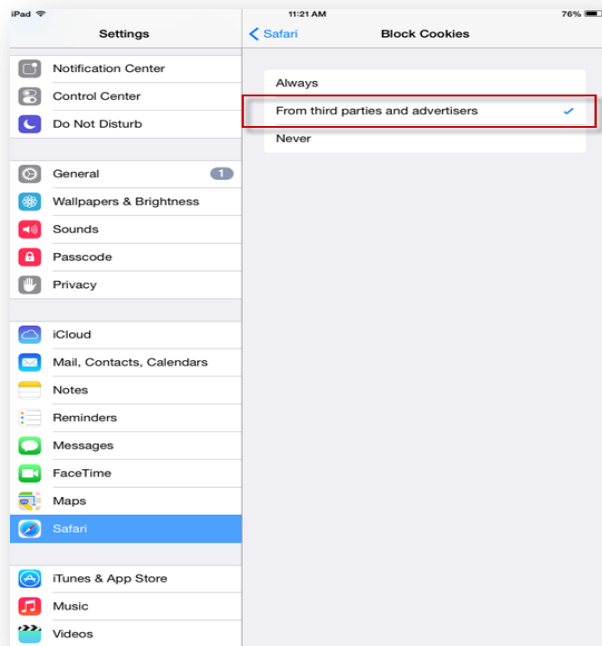 iPad 11:21 AM 76%
Settings
Safari Block Cookies
Notification Center
Control Center
Do Not Disturb
General 1
Wallpapers & Brightness
Sounds
Passcode
Privacy
iCloud
Mail, Contacts, Calendars
Notes
Reminders
Messages
FaceTime
Maps
Safari
iTunes & App Store
Music
Videos
Always
From third parties and advertisers
Never